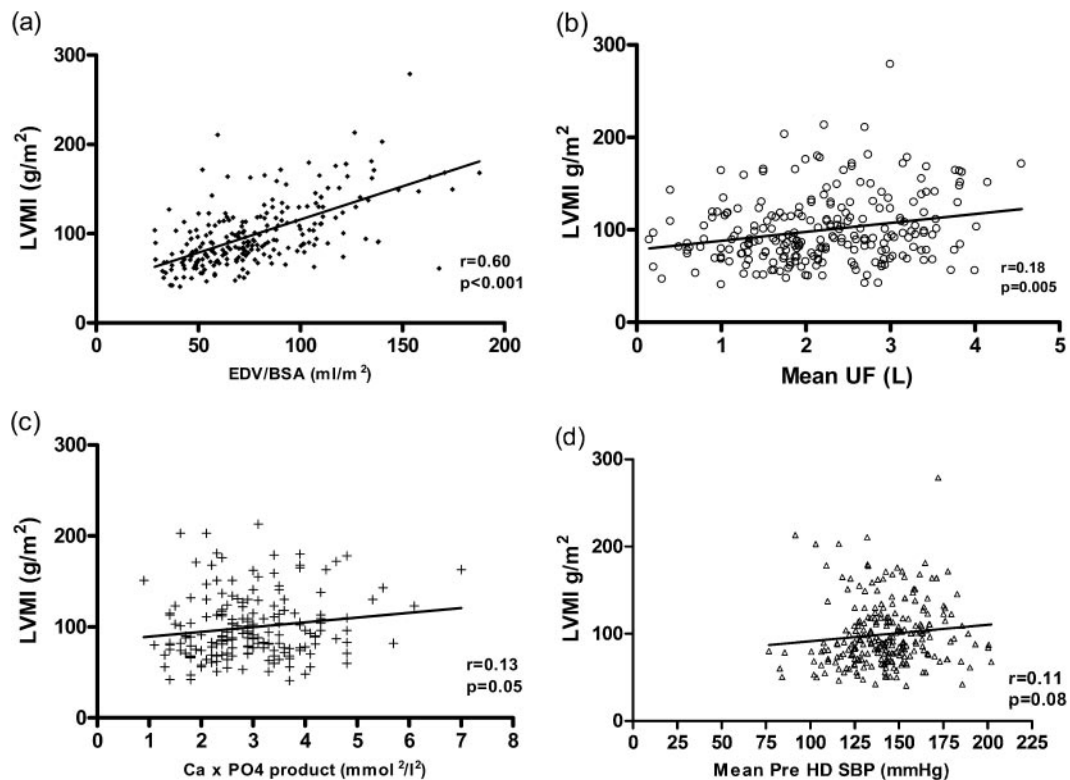 (a)
300
200
100
0
LVMI (g/m²)
r=0.60
p<0.001
0 50 100 150 200
EDV/BSA (ml/m²)
(b)
300
200
100
0
LVMI g/m²
r=0.18
p=0.005
0 1 2 3 4 5
Mean UF (L)
(c)
300
200
100
0
LVMI (g/m²)
r=0.13
p=0.05
0 1 2 3 4 5 6 7 8
Ca x PO4 product (mmol ²/l²)
(d)
300
200
100
0
LVMI g/m²
r=0.11
p=0.08
0 25 50 75 100 125 150 175 200 225
Mean Pre HD SBP (mmHg)